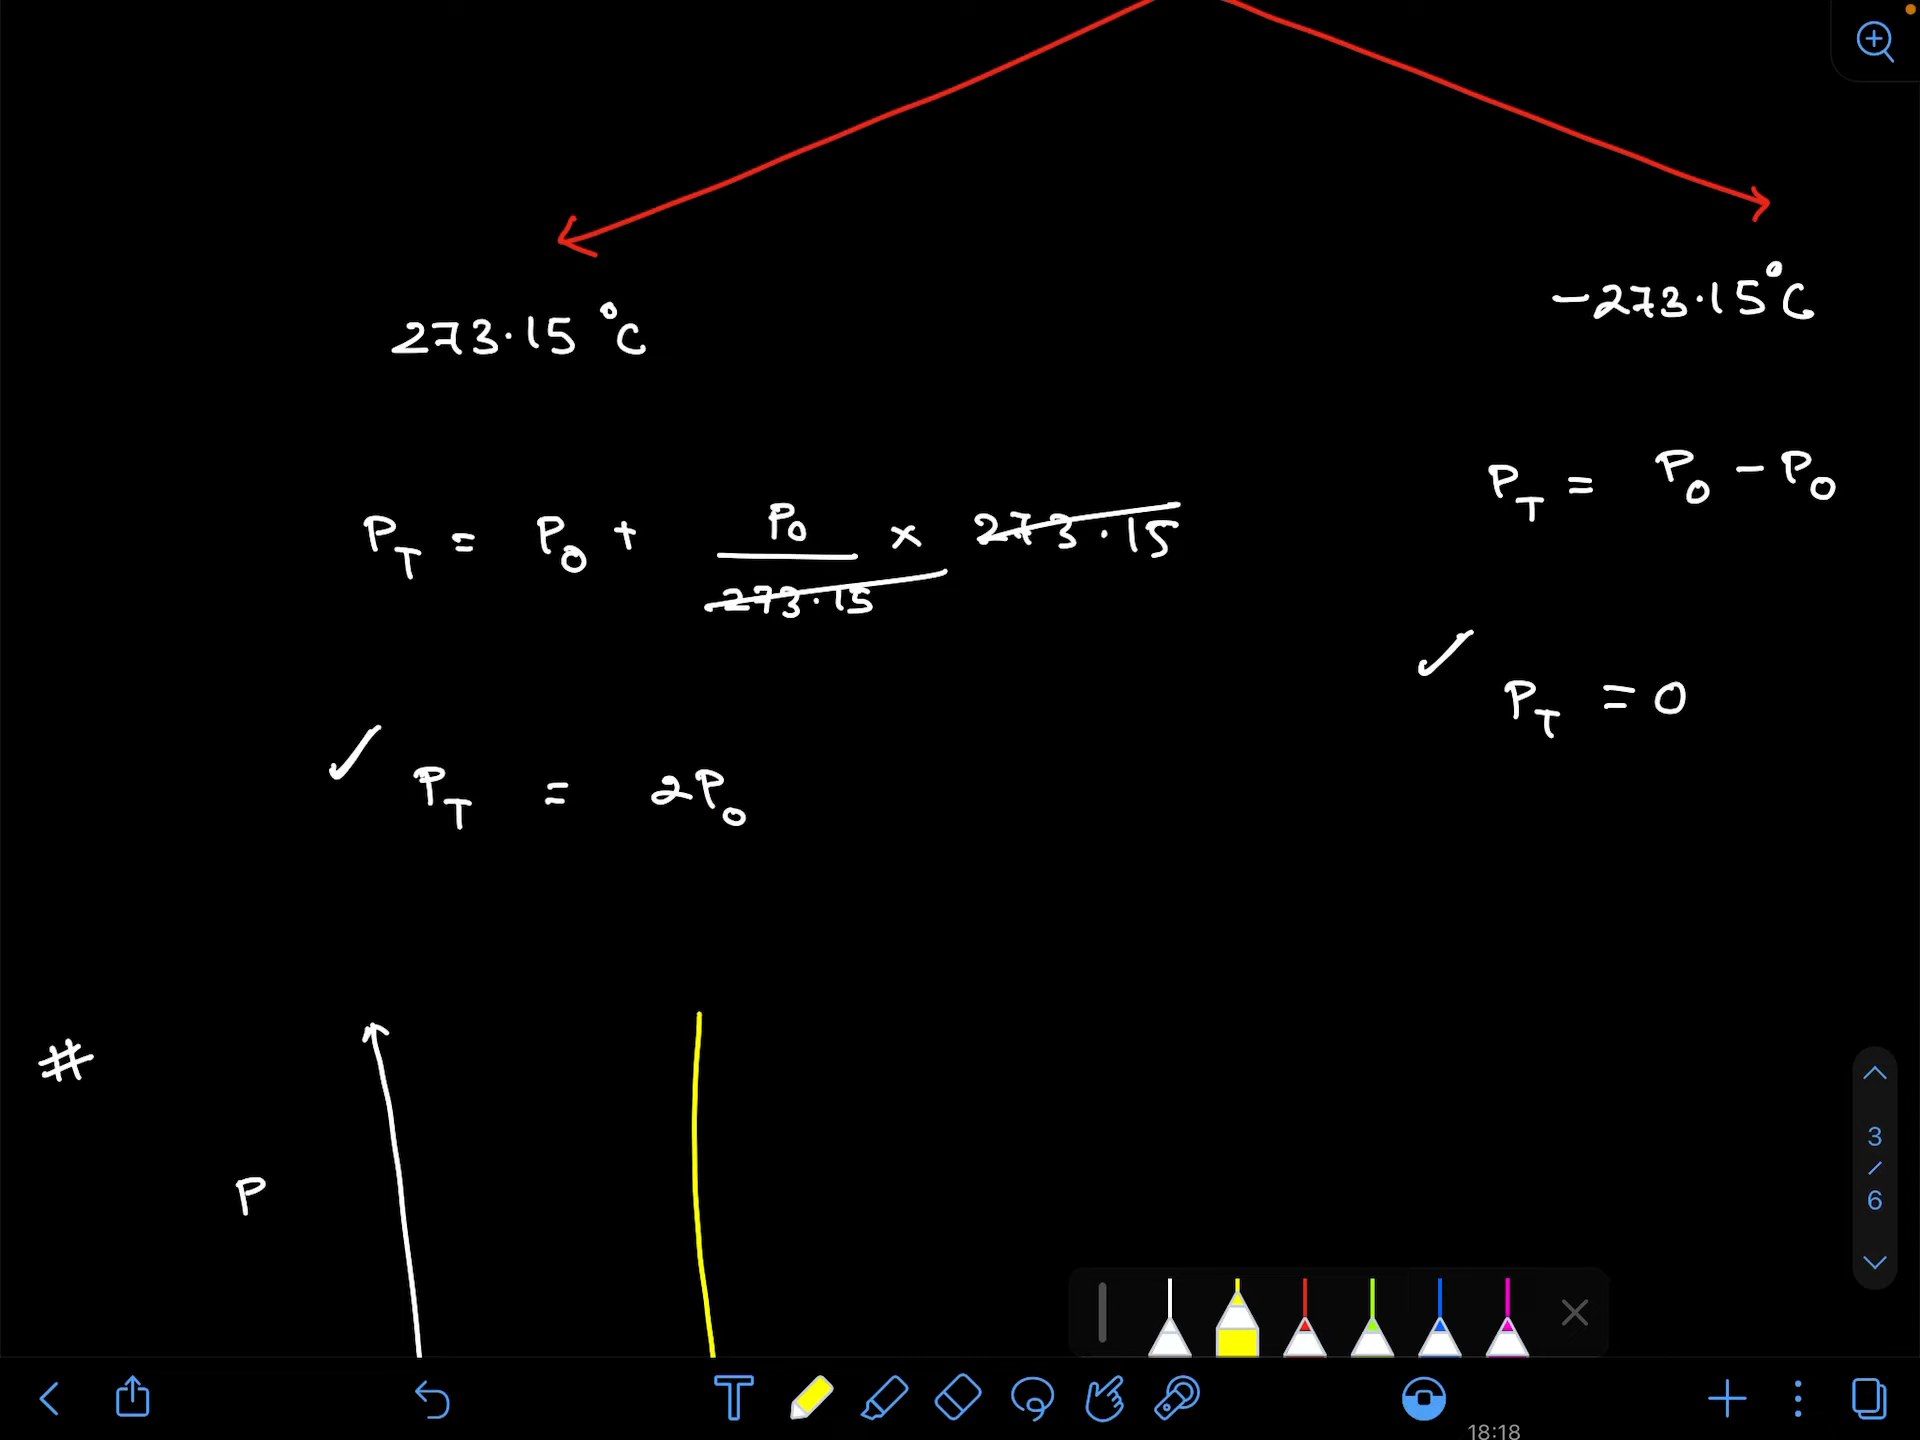 273.15 °C
-273.15 °C
P_T = P_0 + P_0 / 273.15 × 273.15
P_T = P_0 - P_0
✓ P_T = 0
✓ P_T = 2P_0
#
P
3
/
6
T
18:18